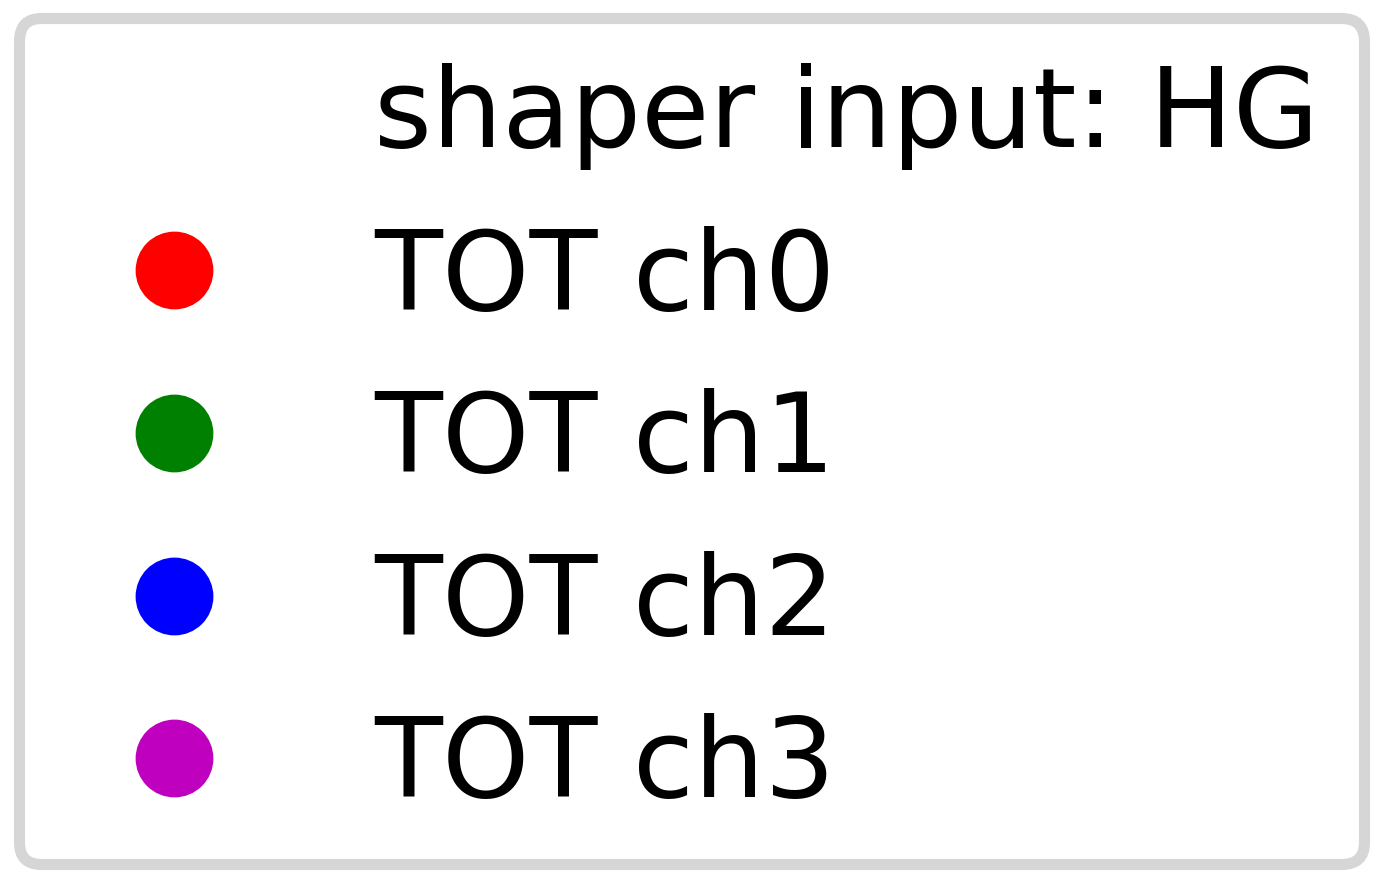 shaper input: HG
TOT ch0
TOT ch1
TOT ch2
TOT ch3